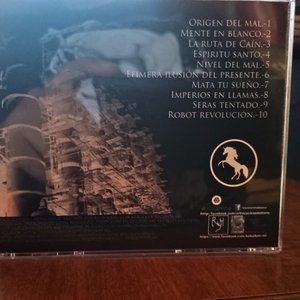 Origen del mal.-1
Mente en blanco.-2
La ruta de Caín.-3
Espíritu santo.-4
Nivel del mal.-5
Efímera ilusión del presente.-6
Mata tu sueño.-7
Imperios en llamas.-8
Seras tentado.-9
Robot revolución.-10